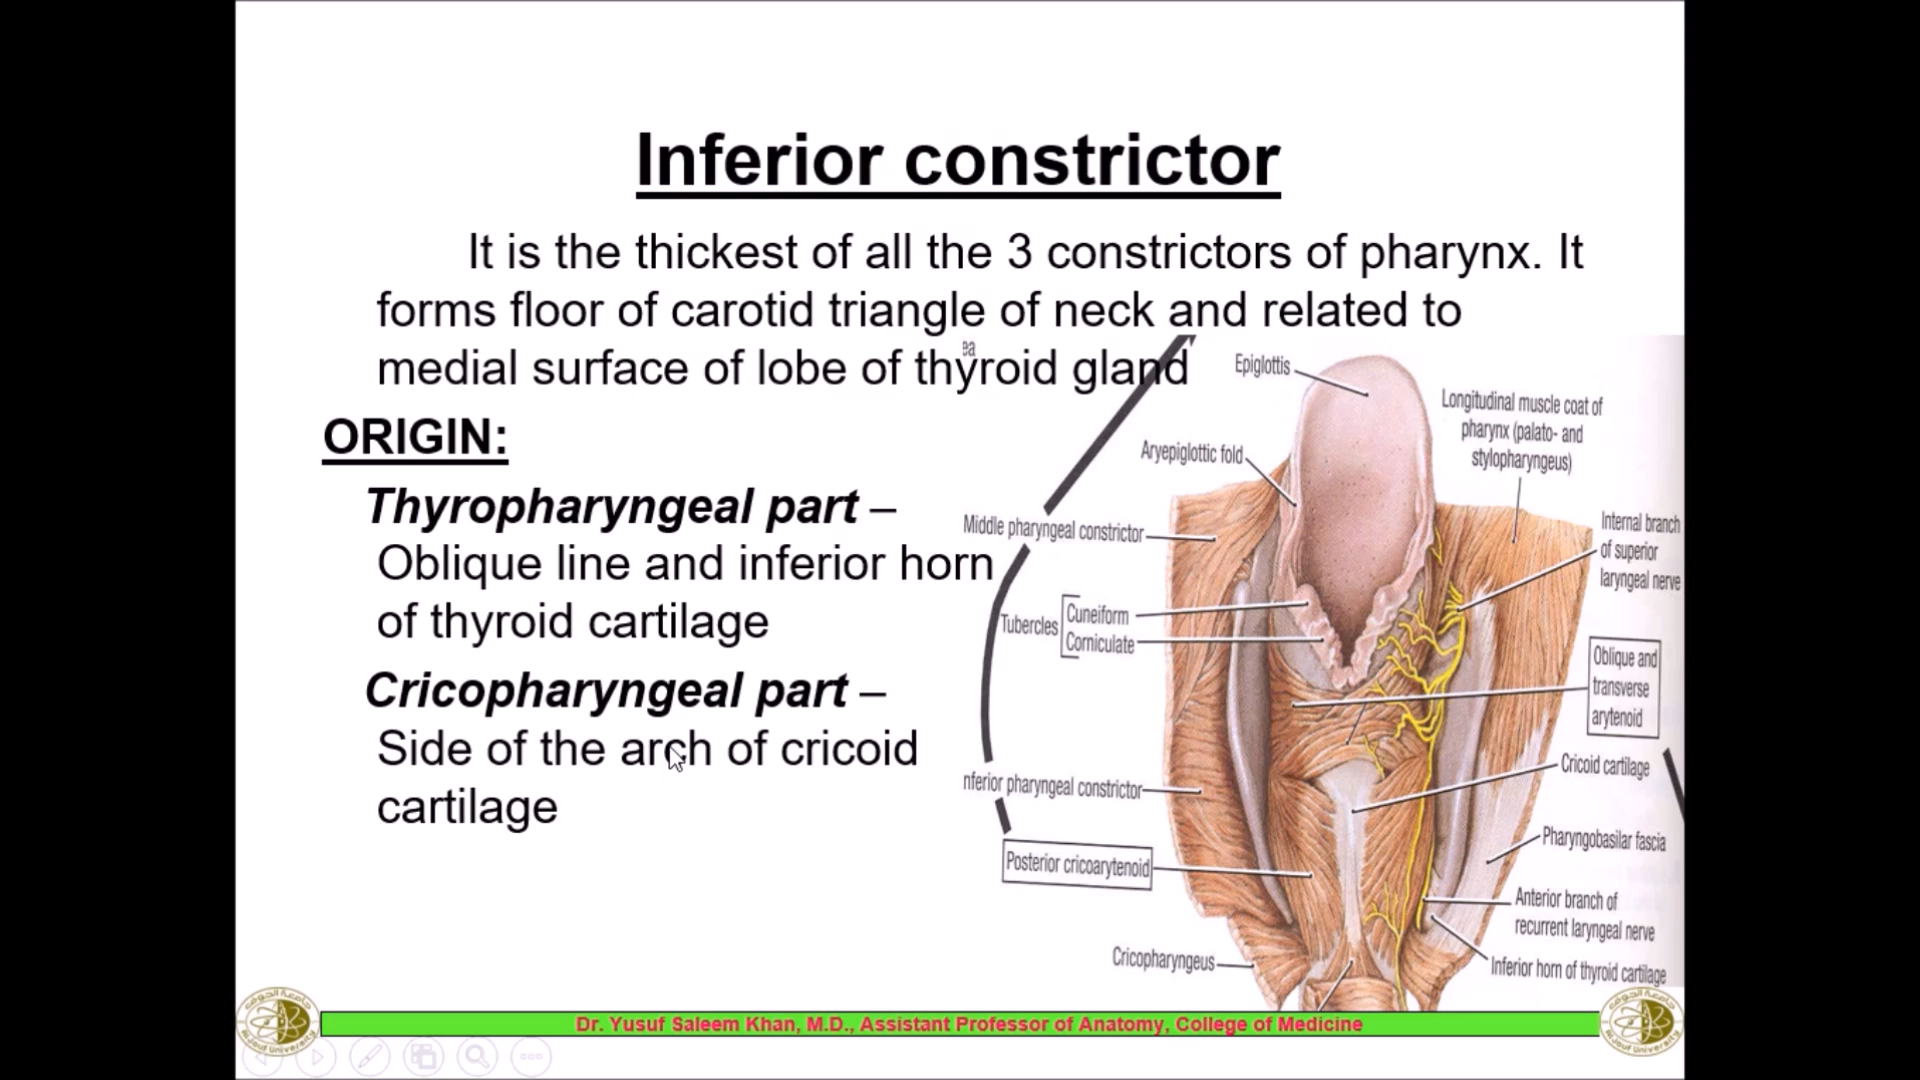 Inferior constrictor
It is the thickest of all the 3 constrictors of pharynx. It
forms floor of carotid triangle of neck and related to
medial surface of lobe of thyroid gland
ORIGIN:
Thyropharyngeal part –
Oblique line and inferior horn
of thyroid cartilage
Cricopharyngeal part –
Side of the arch of cricoid
cartilage
ea
Epiglottis
Longitudinal muscle coat of
pharynx (palato- and
stylopharyngeus)
Aryepiglottic fold
Middle pharyngeal constrictor
Internal branch
of superior
laryngeal nerve
Tubercles
Cuneiform
Corniculate
Oblique and
transverse
arytenoid
Cricoid cartilage
nferior pharyngeal constrictor
Pharyngobasilar fascia
Posterior cricoarytenoid
Anterior branch of
recurrent laryngeal nerve
Cricopharyngeus
Inferior horn of thyroid cartilage
Dr. Yusuf Saleem Khan, M.D., Assistant Professor of Anatomy, College of Medicine